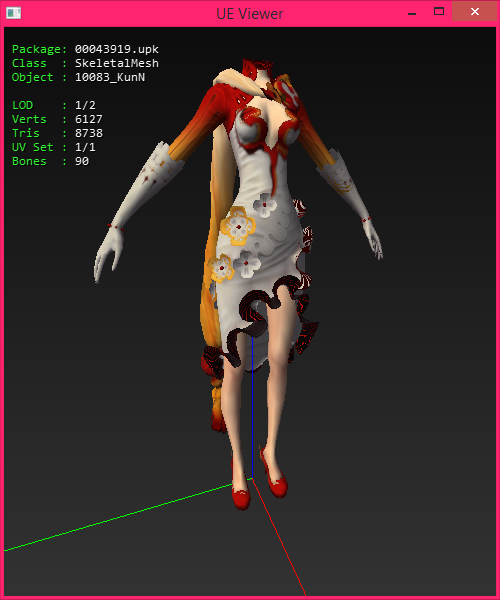 UE Viewer
Package: 00043919.upk
Class  : SkeletalMesh
Object : 10083_KunN
LOD    : 1/2
Verts  : 6127
Tris   : 8738
UV Set : 1/1
Bones  : 90